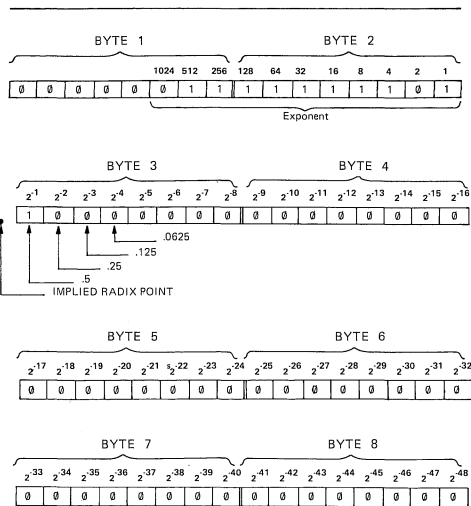 BYTE 1 BYTE 2
1024 512 256 128 64 32 16 8 4 2 1
Ø Ø Ø Ø Ø Ø 1 1 1 1 1 1 1 1 Ø 1
Exponent
BYTE 3 BYTE 4
2⁻¹ 2⁻² 2⁻³ 2⁻⁴ 2⁻⁵ 2⁻⁶ 2⁻⁷ 2⁻⁸ 2⁻⁹ 2⁻¹⁰ 2⁻¹¹ 2⁻¹² 2⁻¹³ 2⁻¹⁴ 2⁻¹⁵ 2⁻¹⁶
1 Ø Ø Ø Ø Ø Ø Ø Ø Ø Ø Ø Ø Ø Ø Ø
.0625
.125
.25
.5
IMPLIED RADIX POINT
BYTE 5 BYTE 6
2⁻¹⁷ 2⁻¹⁸ 2⁻¹⁹ 2⁻²⁰ 2⁻²¹ ˢ2⁻²² 2⁻²³ 2⁻²⁴ 2⁻²⁵ 2⁻²⁶ 2⁻²⁷ 2⁻²⁸ 2⁻²⁹ 2⁻³⁰ 2⁻³¹ 2⁻³²
Ø Ø Ø Ø Ø Ø Ø Ø Ø Ø Ø Ø Ø Ø Ø Ø
BYTE 7 BYTE 8
2⁻³³ 2⁻³⁴ 2⁻³⁵ 2⁻³⁶ 2⁻³⁷ 2⁻³⁸ 2⁻³⁹ 2⁻⁴⁰ 2⁻⁴¹ 2⁻⁴² 2⁻⁴³ 2⁻⁴⁴ 2⁻⁴⁵ 2⁻⁴⁶ 2⁻⁴⁷ 2⁻⁴⁸
Ø Ø Ø Ø Ø Ø Ø Ø Ø Ø Ø Ø Ø Ø Ø Ø